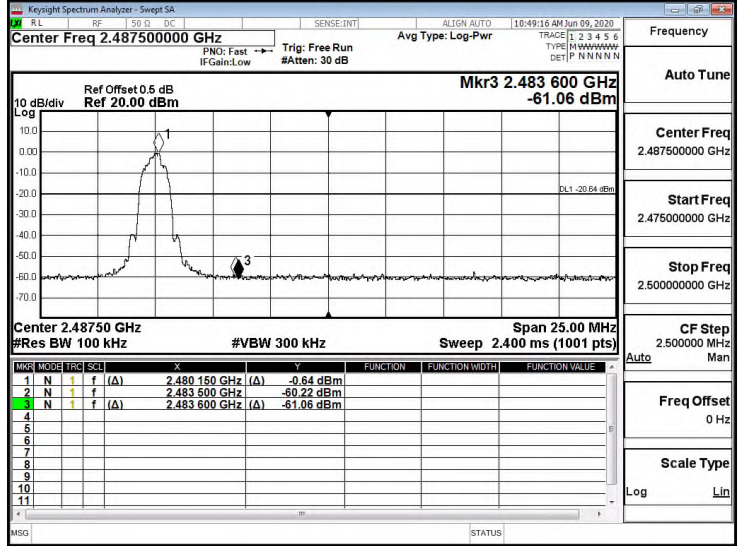 Keysight Spectrum Analyzer - Swept SA
LXI RL RF 50 Ω DC SENSE:INT ALIGN AUTO 10:49:16 AM Jun 09, 2020
Center Freq 2.487500000 GHz
PNO: Fast
IFGain:Low
Trig: Free Run
#Atten: 30 dB
Avg Type: Log-Pwr
TRACE 1 2 3 4 5 6
TYPE M W W W W W
DET P N N N N N
Ref Offset 0.5 dB
10 dB/div Ref 20.00 dBm
Log
Mkr3 2.483 600 GHz
-61.06 dBm
10.0
0.00
-10.0
-20.0
-30.0
-40.0
-50.0
-60.0
-70.0
1
3
DL1 -20.64 dBm
Center 2.48750 GHz Span 25.00 MHz
#Res BW 100 kHz #VBW 300 kHz Sweep 2.400 ms (1001 pts)
MKR MODE TRC SCL X Y FUNCTION FUNCTION WIDTH FUNCTION VALUE
1 N 1 f (Δ) 2.480 150 GHz (Δ) -0.64 dBm
2 N 1 f 2.483 500 GHz -60.22 dBm
3 N 1 f (Δ) 2.483 600 GHz (Δ) -61.06 dBm
4
5
6
7
8
9
10
11
MSG STATUS
Frequency
Auto Tune
Center Freq
2.487500000 GHz
Start Freq
2.475000000 GHz
Stop Freq
2.500000000 GHz
CF Step
2.500000 MHz
Auto Man
Freq Offset
0 Hz
Scale Type
Log Lin